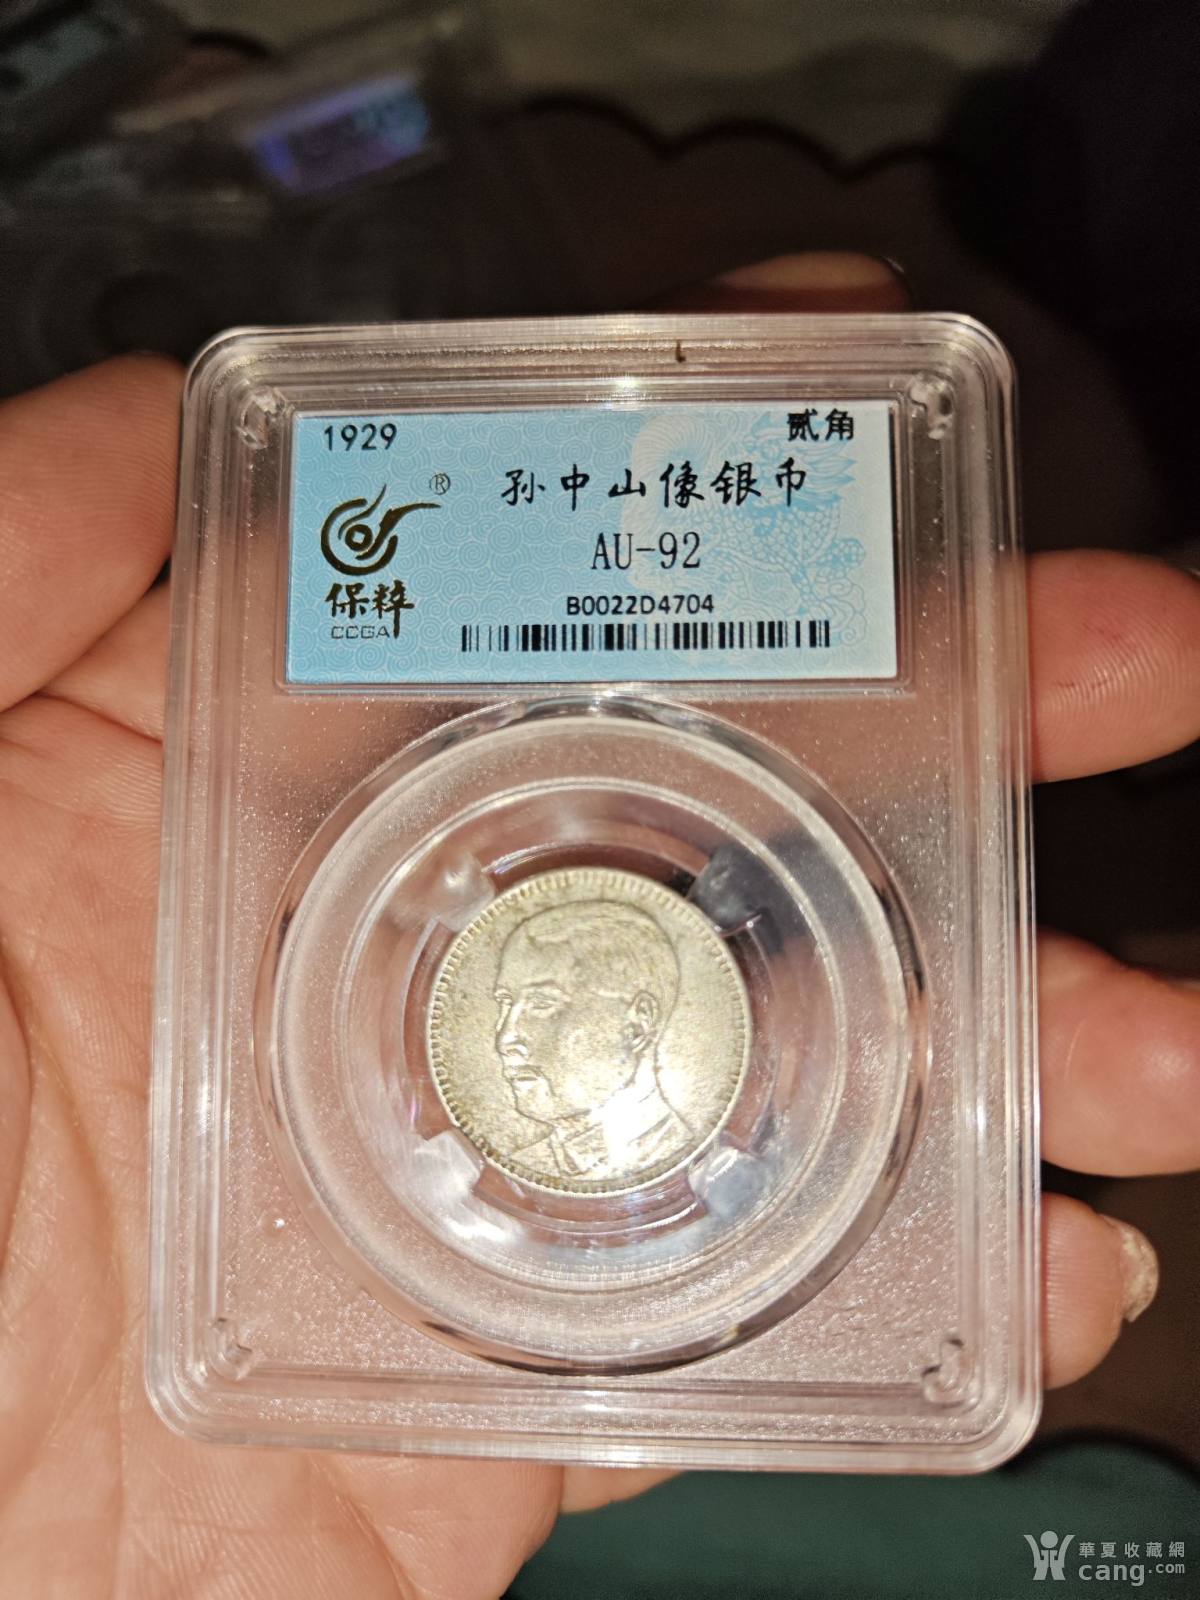 1929 贰角
孙中山像银币
®
AU-92
保粹
CCGA
B0022D4704
華夏收藏網
cang.com